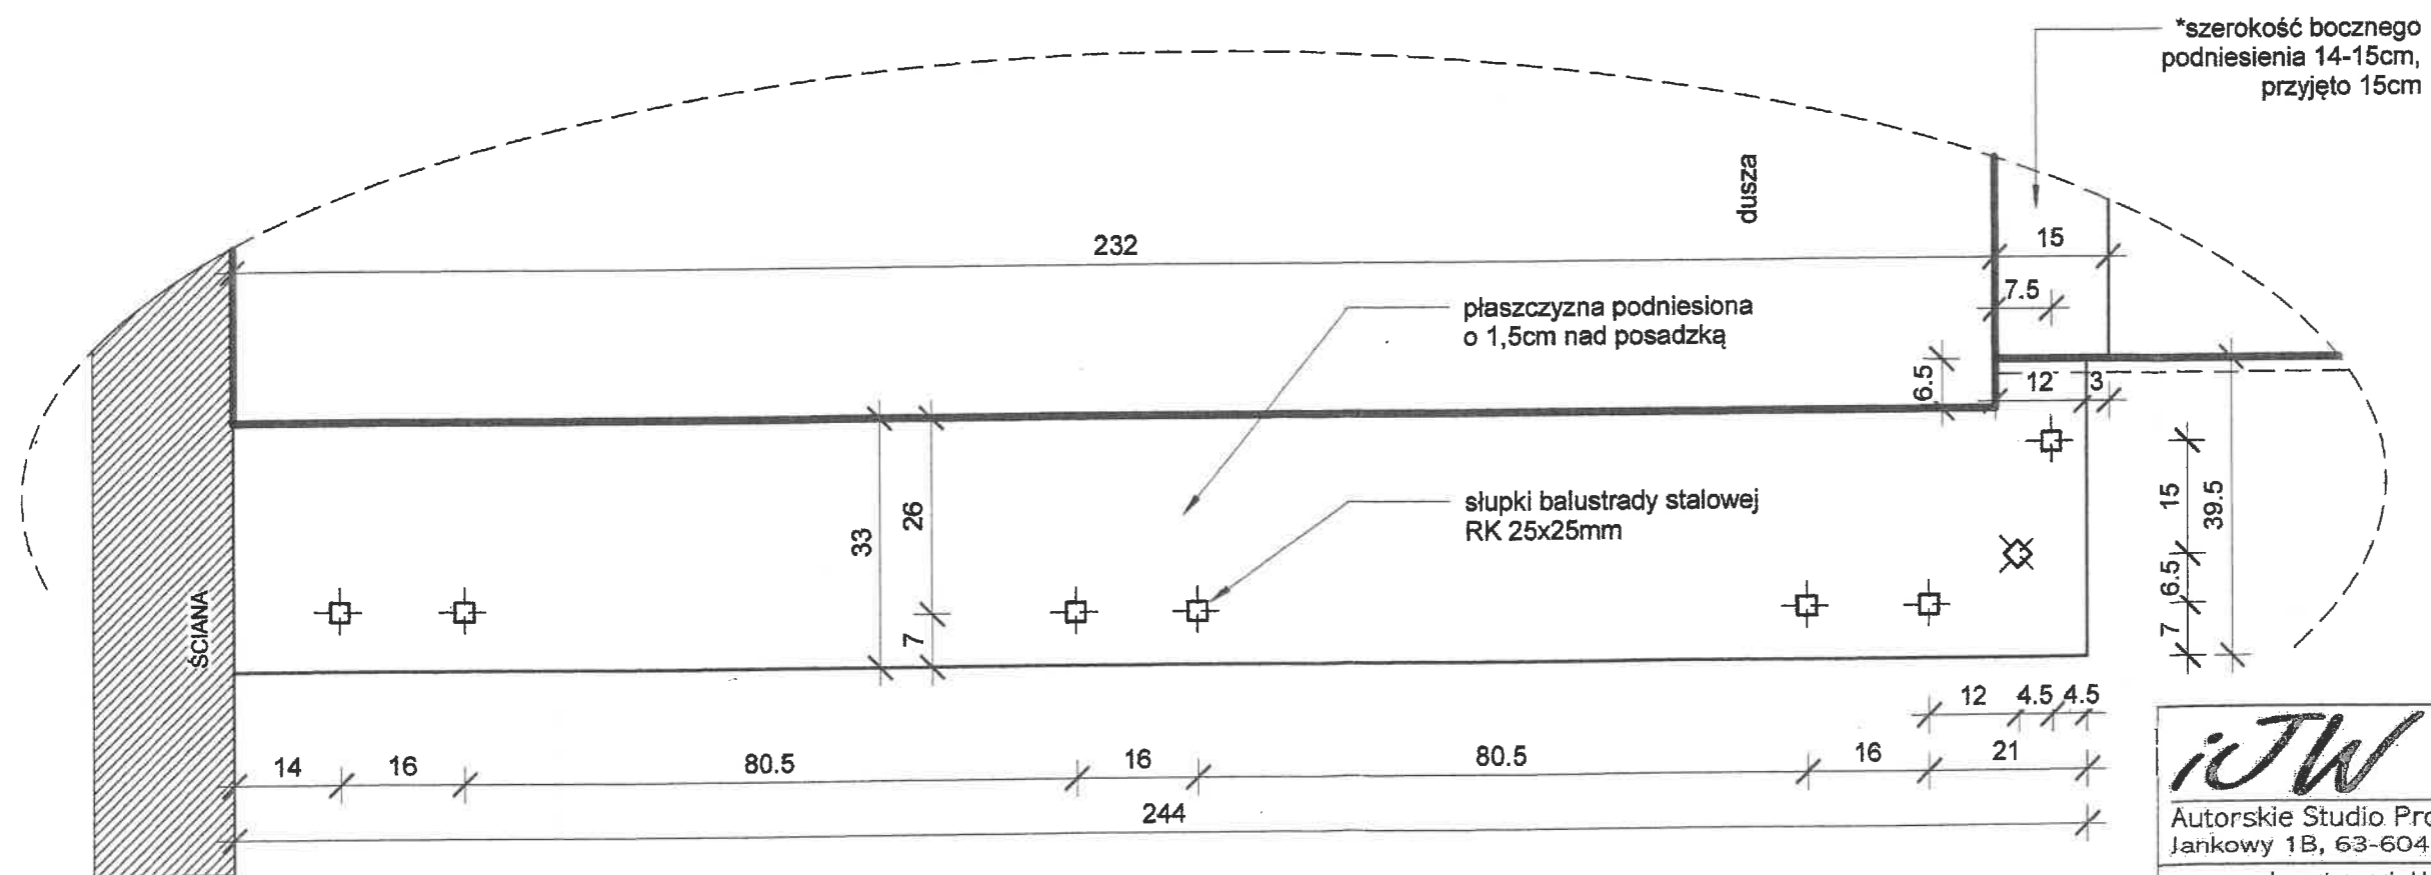 *szerokość bocznego
podniesienia 14-15cm,
przyjęto 15cm
dusza
232
15
7.5
płaszczyzna podniesiona
o 1,5cm nad posadzką
6.5
12
3
33
26
7
słupki balustrady stalowej
RK 25x25mm
15
39.5
6.5
7
ŚCIANA
12
4.5
4.5
14
16
80.5
16
80.5
16
21
244
iJW
Autorskie Studio
Jankowy 1B, 63-604